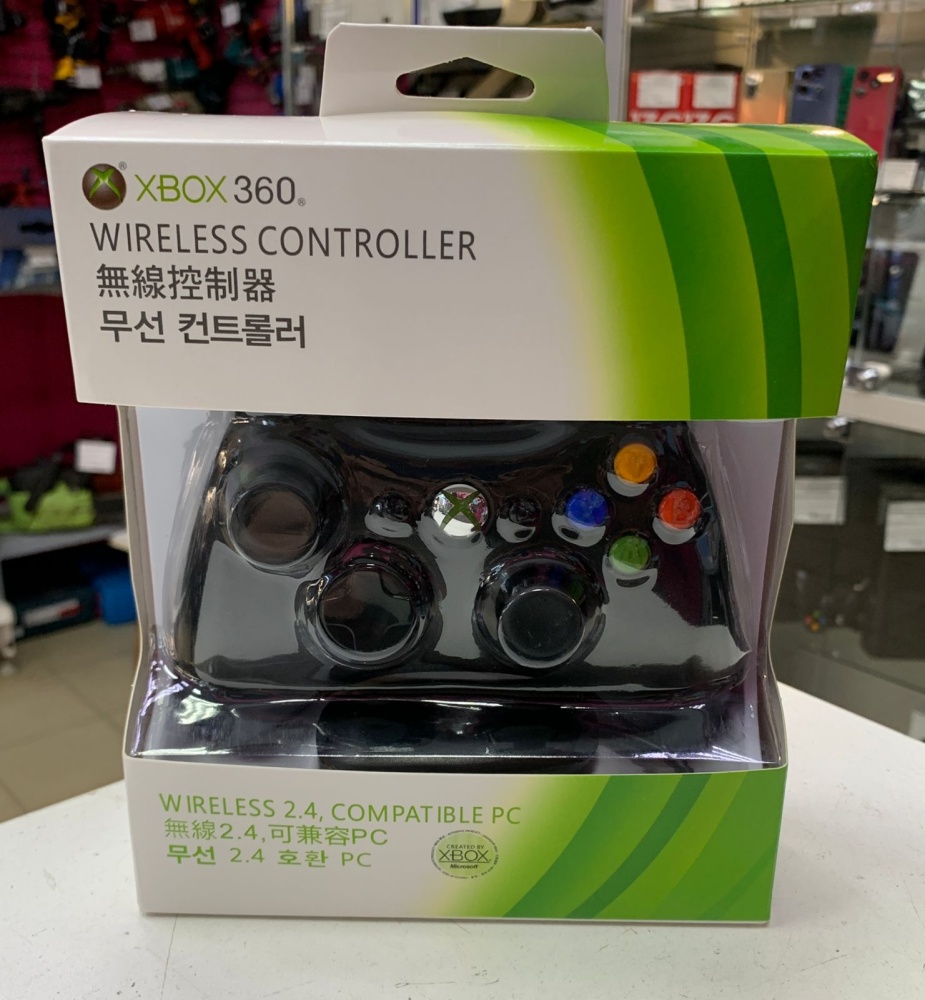 XBOX 360®
WIRELESS CONTROLLER
無線控制器
무선 컨트롤러
WIRELESS 2.4, COMPATIBLE PC
無線2.4,可兼容PC
무선 2.4 호환 PC
CREATED BY
XBOX
Microsoft